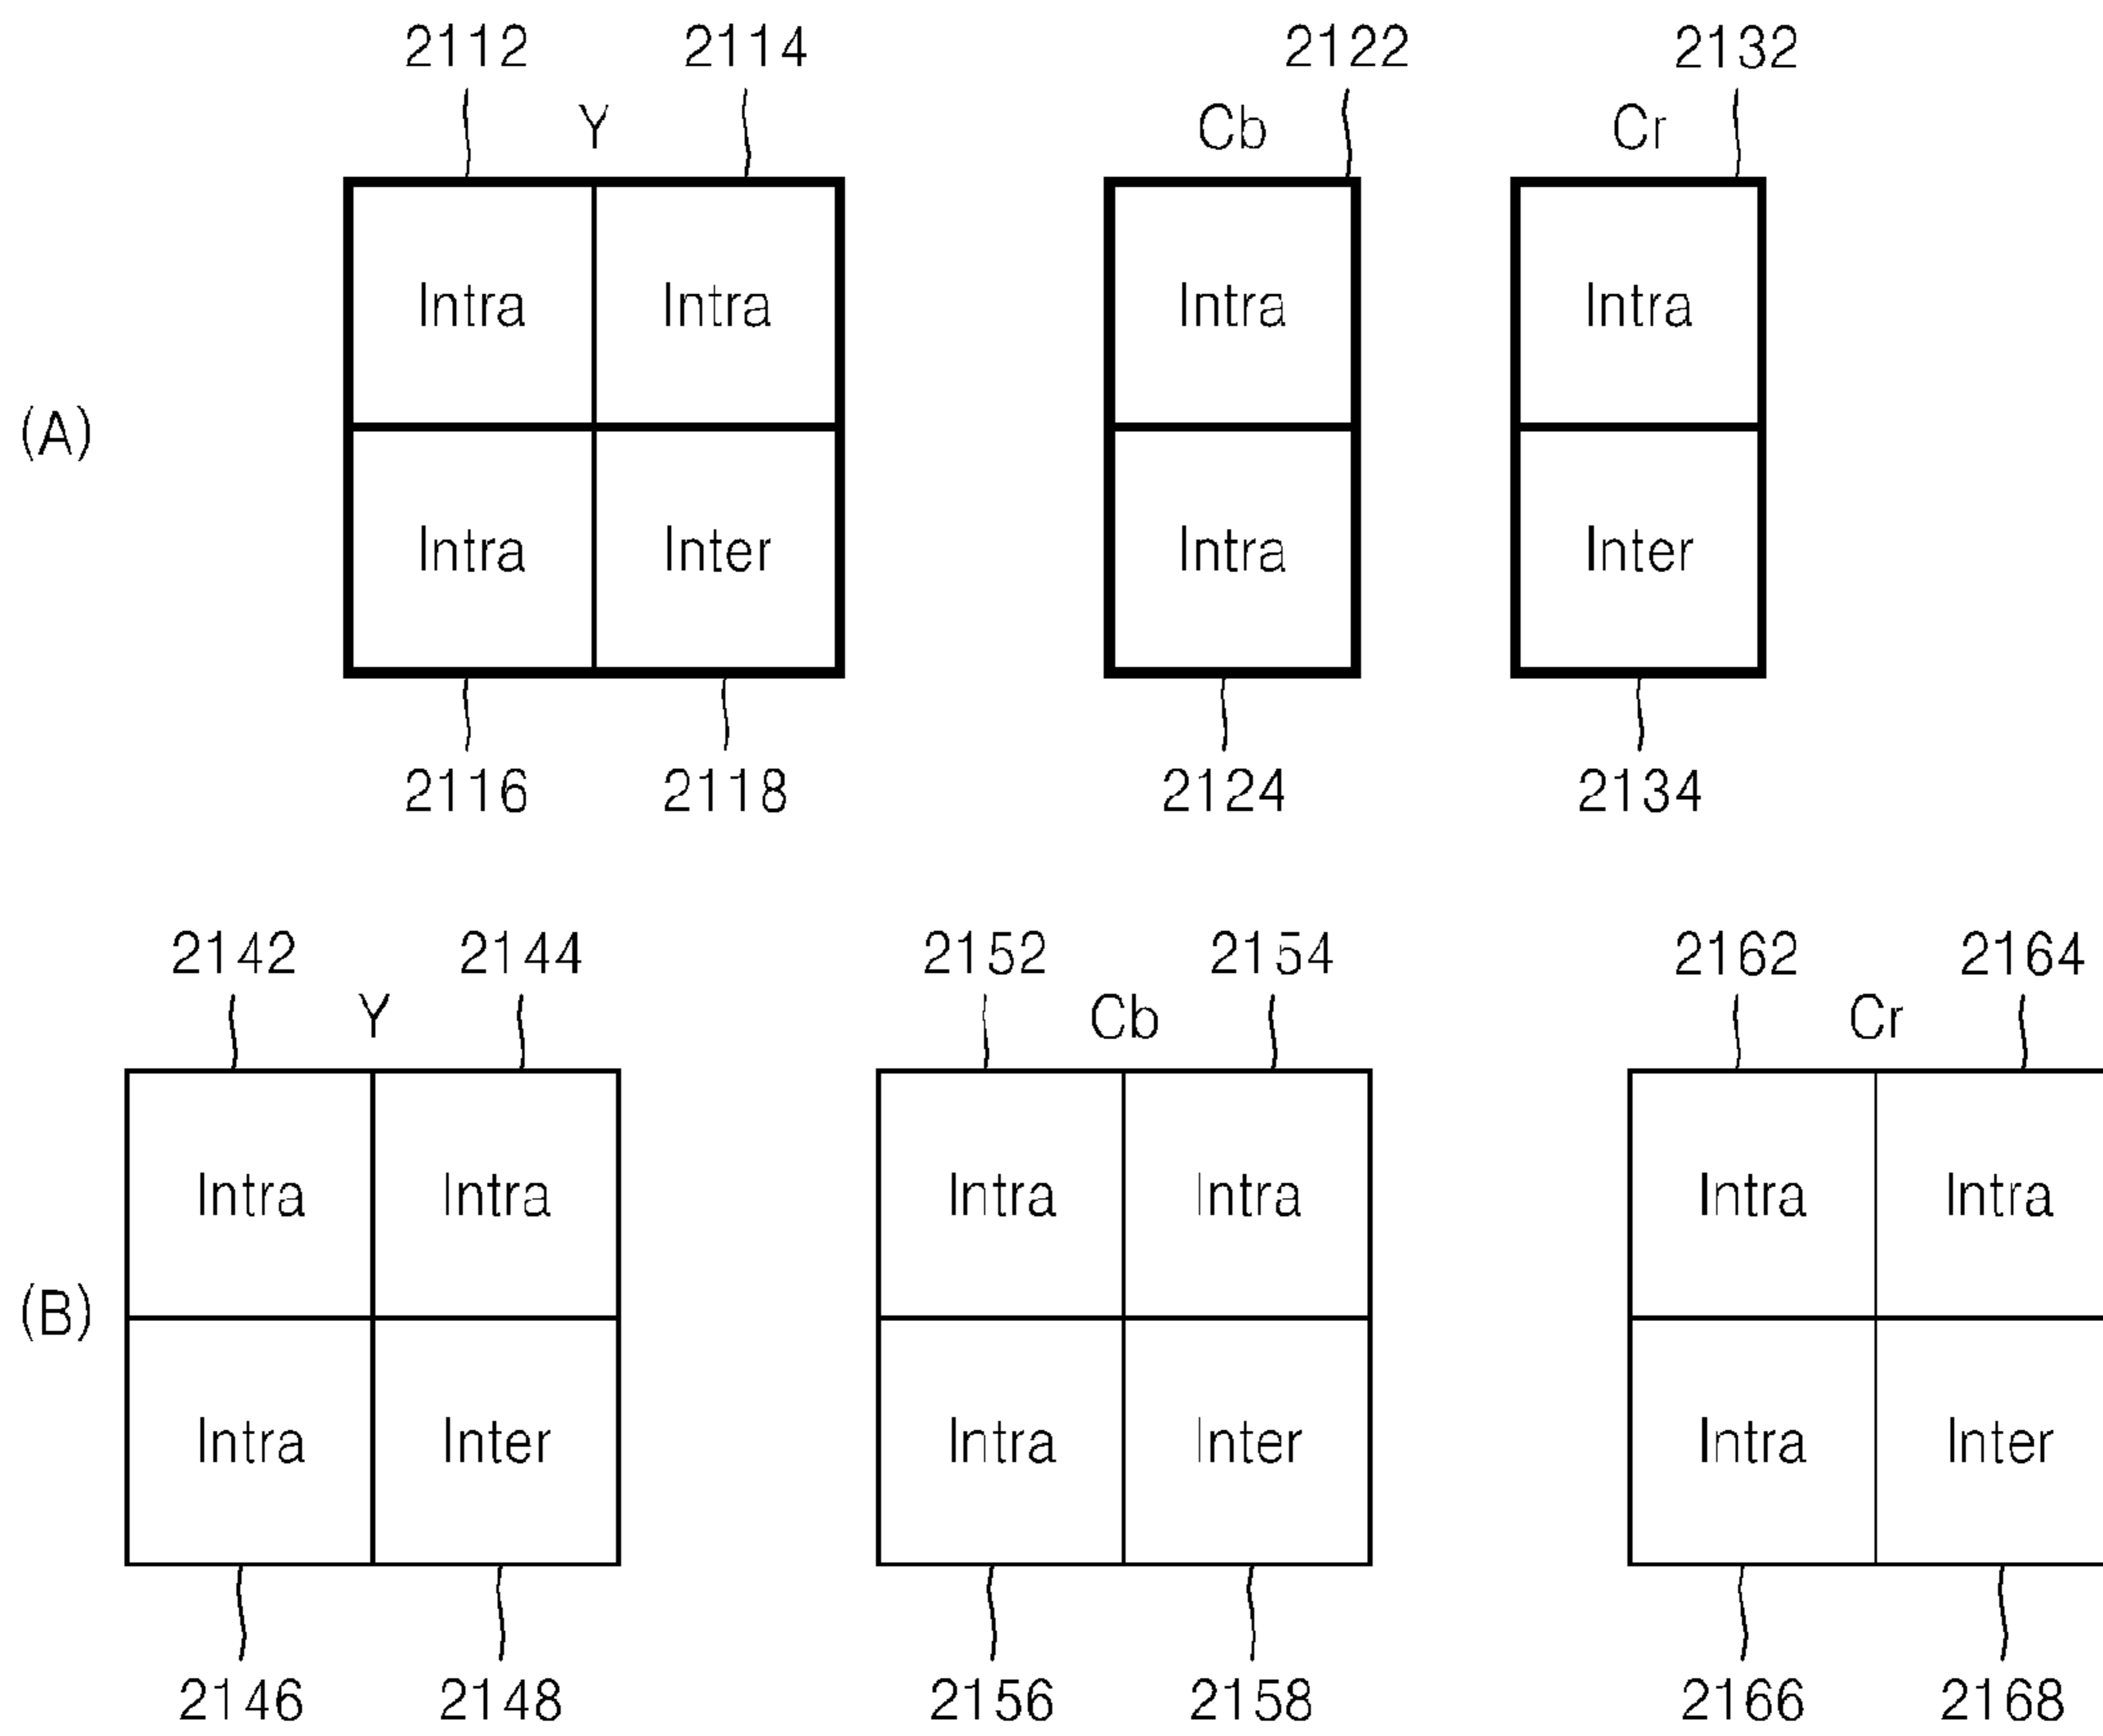 2112 2114 2122 2132
Y Cb Cr
Intra Intra Intra Intra
(A)
Intra Inter Intra Inter
2116 2118 2124 2134
2142 2144 2152 2154 2162 2164
Y Cb Cr
Intra Intra Intra Intra Intra Intra
(B)
Intra Inter Intra Inter Intra Inter
2146 2148 2156 2158 2166 2168